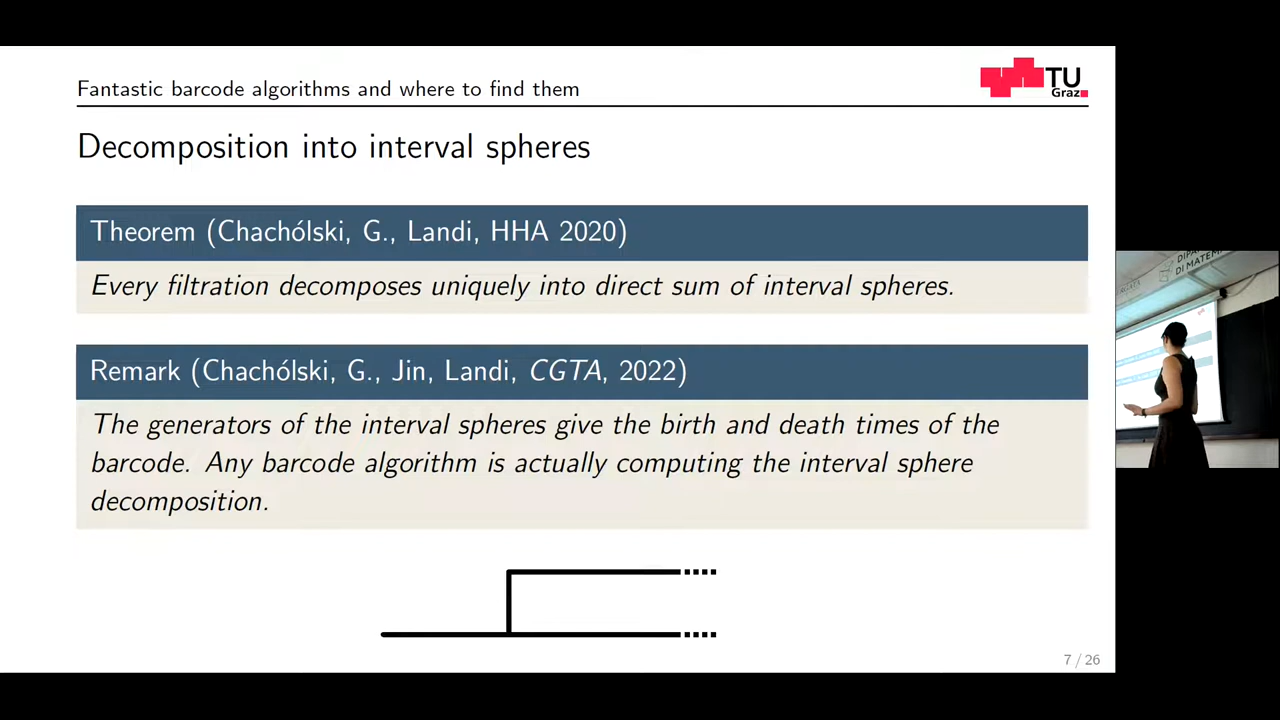 Fantastic barcode algorithms and where to find them
TU
Graz
Decomposition into interval spheres
Theorem (Chachólski, G., Landi, HHA 2020)
Every filtration decomposes uniquely into direct sum of interval spheres.
Remark (Chachólski, G., Jin, Landi, CGTA, 2022)
The generators of the interval spheres give the birth and death times of the
barcode. Any barcode algorithm is actually computing the interval sphere
decomposition.
7 / 26
DI MATEM